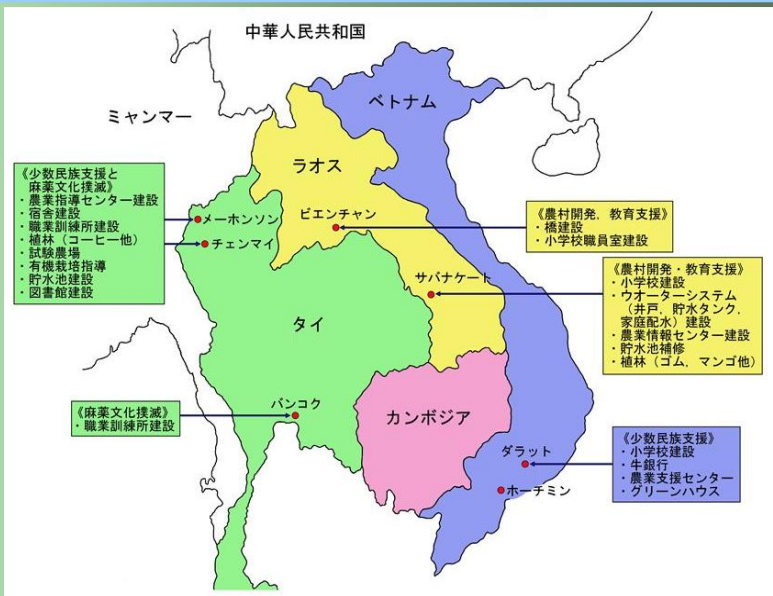 中華人民共和国
ベトナム
ミャンマー
ラオス
《少数民族支援と
麻薬文化撲滅》
・農業指導センター建設
・宿舎建設
・職業訓練所建設
・植林（コーヒー他）
・試験農場
・有機栽培指導
・貯水池建設
・図書館建設
メーホンソン
チェンマイ
ビエンチャン
《農村開発，教育支援》
・橋建設
・小学校職員室建設
サバナケート
《農村開発・教育支援》
・小学校建設
・ウオーターシステム
（井戸，貯水タンク，
家庭配水）建設
・農業情報センター建設
・貯水池補修
・植林（ゴム，マンゴ他）
タイ
《麻薬文化撲滅》
・職業訓練所建設
バンコク
カンボジア
ダラット
ホーチミン
《少数民族支援》
・小学校建設
・牛銀行
・農業支援センター
・グリーンハウス